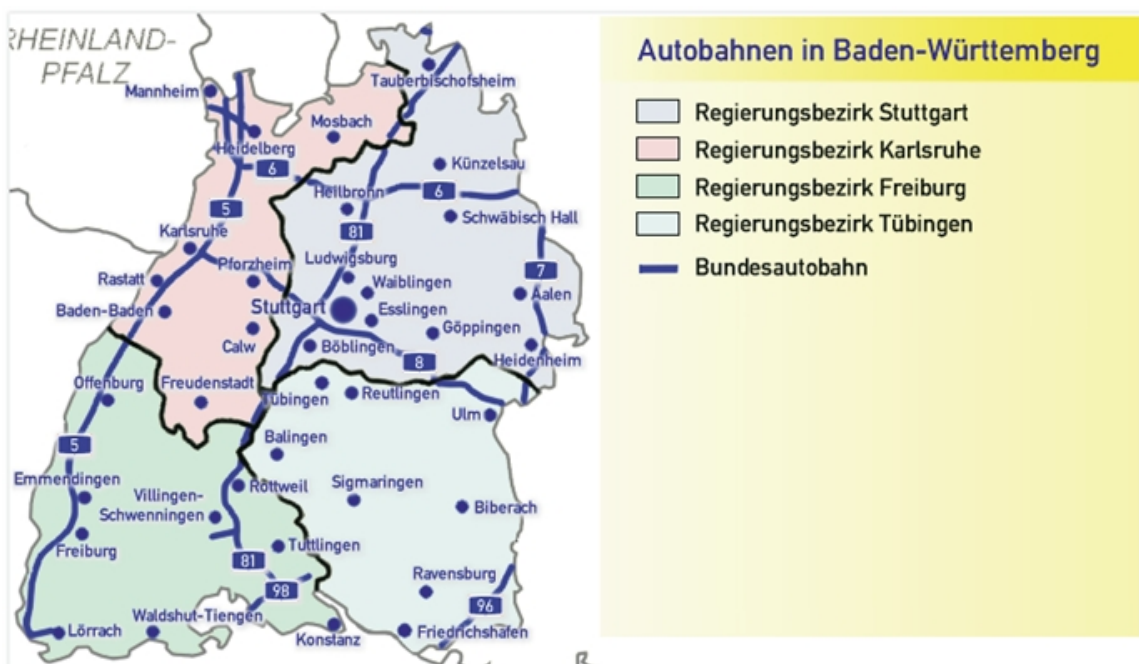 RHEINLAND-
PFALZ
Mannheim
Tauberbischofsheim
Mosbach
Heidelberg
Künzelsau
6
Heilbronn
6
5
Schwäbisch Hall
Karlsruhe
81
Ludwigsburg
Pforzheim
7
Rastatt
Waiblingen
Aalen
Baden-Baden
Stuttgart
Esslingen
Göppingen
Calw
Böblingen
8
Heidenheim
Offenburg
Freudenstadt
Tübingen
Reutlingen
Ulm
5
Balingen
Emmendingen
Villingen-
Schwenningen
Rottweil
Sigmaringen
Biberach
Freiburg
Tuttlingen
81
98
Ravensburg
96
Waldshut-Tiengen
Lörrach
Konstanz
Friedrichshafen
Autobahnen in Baden-Württemberg
Regierungsbezirk Stuttgart
Regierungsbezirk Karlsruhe
Regierungsbezirk Freiburg
Regierungsbezirk Tübingen
Bundesautobahn